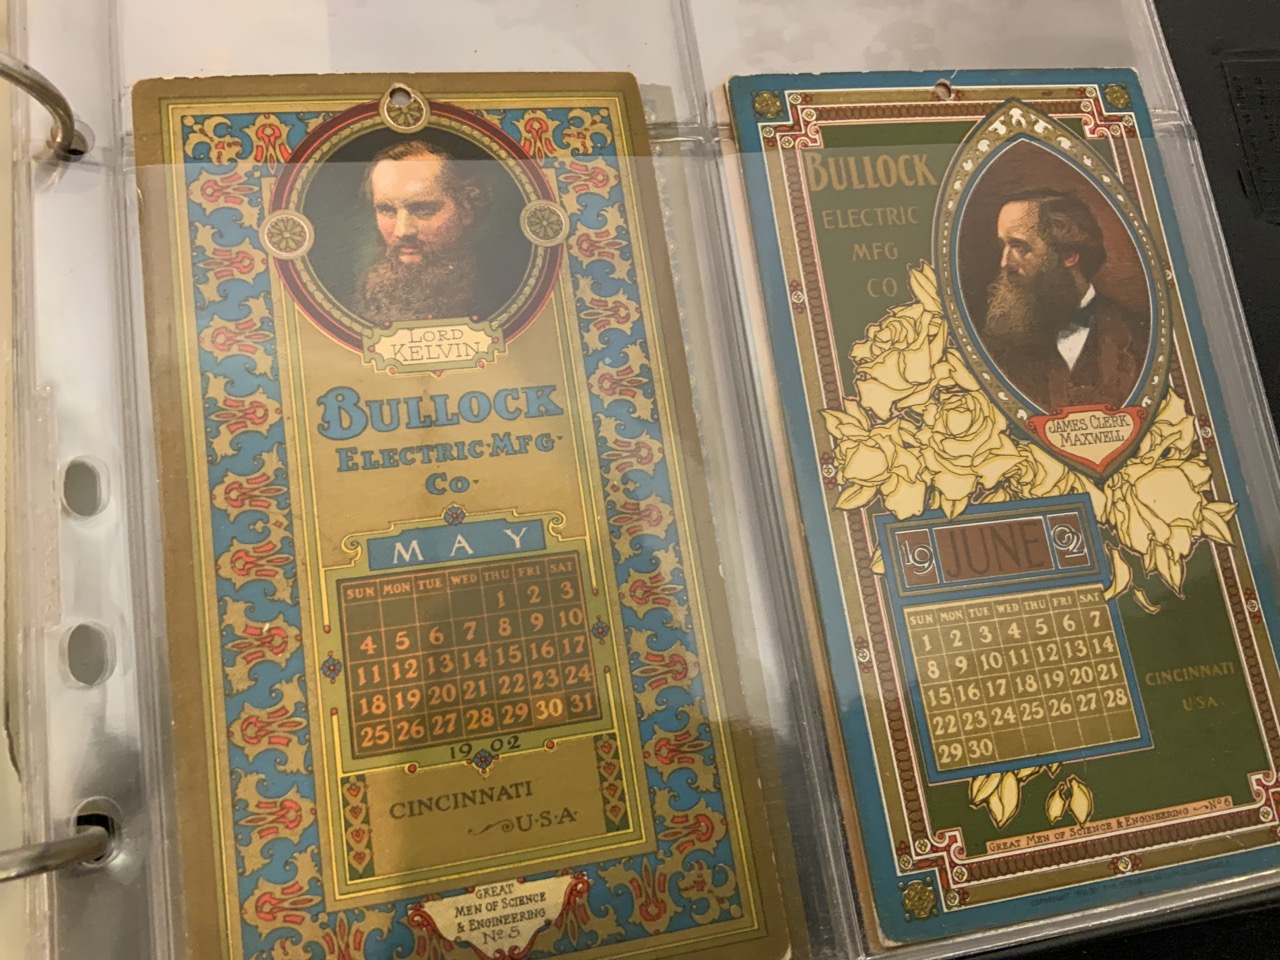 LORD
KELVIN
BULLOCK
ELECTRIC·MFG·
CO·
MAY
SUN MON TUE WED THU FRI SAT
1 2 3
4 5 6 7 8 9 10
11 12 13 14 15 16 17
18 19 20 21 22 23 24
25 26 27 28 29 30 31
1902
CINCINNATI
U·S·A·
GREAT
MEN OF SCIENCE
& ENGINEERING
No 5
BULLOCK
ELECTRIC
MFG
CO
JAMES CLERK
MAXWELL
19 JUNE 02
SUN MON TUE WED THU FRI SAT
1 2 3 4 5 6 7
8 9 10 11 12 13 14
15 16 17 18 19 20 21
22 23 24 25 26 27 28
29 30
CINCINNATI
U·S·A·
GREAT MEN OF SCIENCE & ENGINEERING No 6